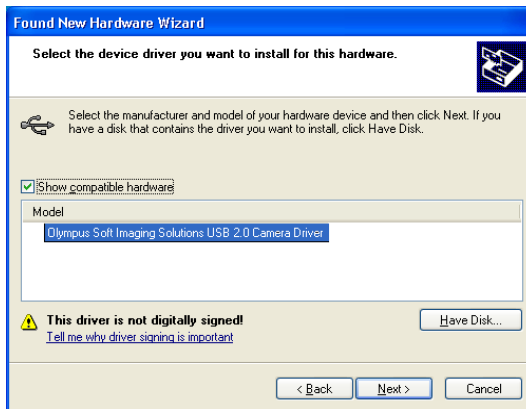 Found New Hardware Wizard
Select the device driver you want to install for this hardware.
Select the manufacturer and model of your hardware device and then click Next. If you
have a disk that contains the driver you want to install, click Have Disk.
Show compatible hardware
Model
Olympus Soft Imaging Solutions USB 2.0 Camera Driver
This driver is not digitally signed!
Tell me why driver signing is important
Have Disk...
< Back
Next >
Cancel